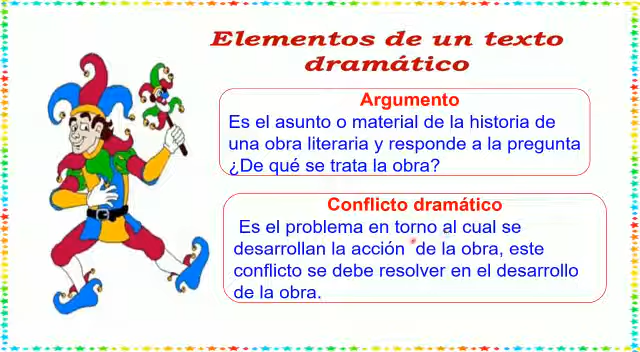 Elementos de un texto
dramático
Argumento
Es el asunto o material de la historia de
una obra literaria y responde a la pregunta
¿De qué se trata la obra?
Conflicto dramático
Es el problema en torno al cual se
desarrollan la acción de la obra, este
conflicto se debe resolver en el desarrollo
de la obra.